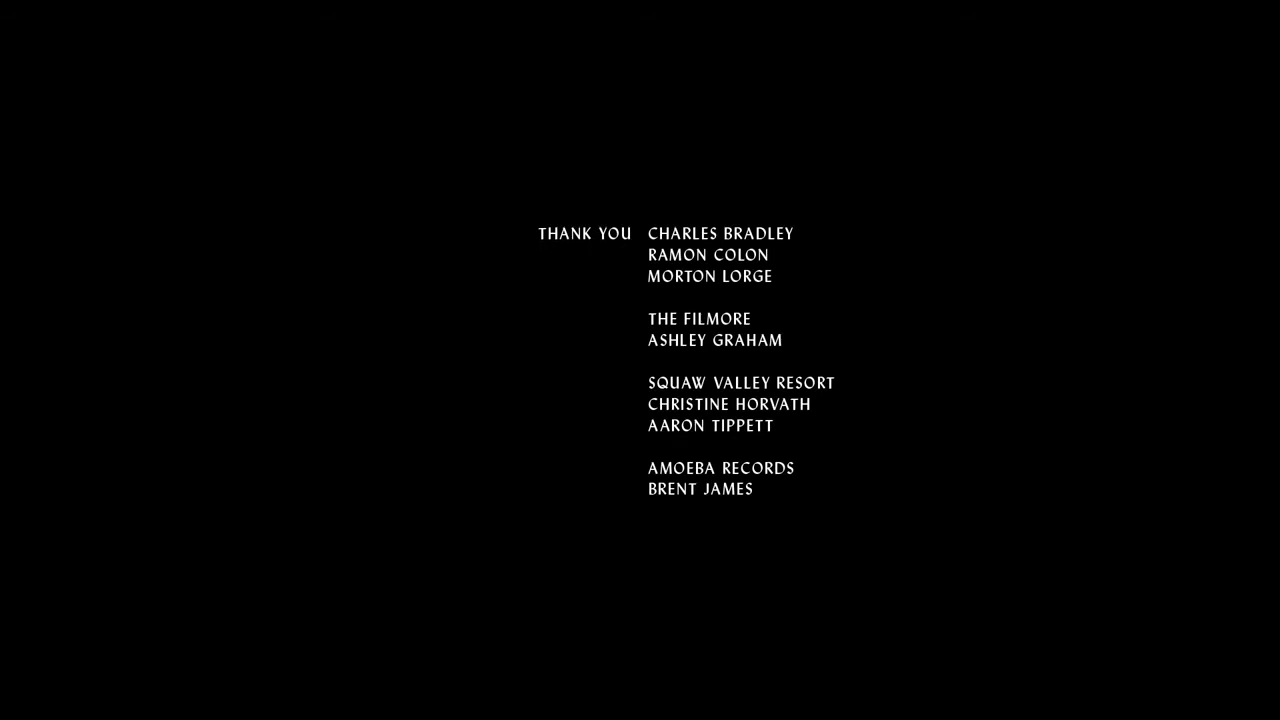 THANK YOU CHARLES BRADLEY
RAMON COLON
MORTON LORGE
THE FILMORE
ASHLEY GRAHAM
SQUAW VALLEY RESORT
CHRISTINE HORVATH
AARON TIPPETT
AMOEBA RECORDS
BRENT JAMES